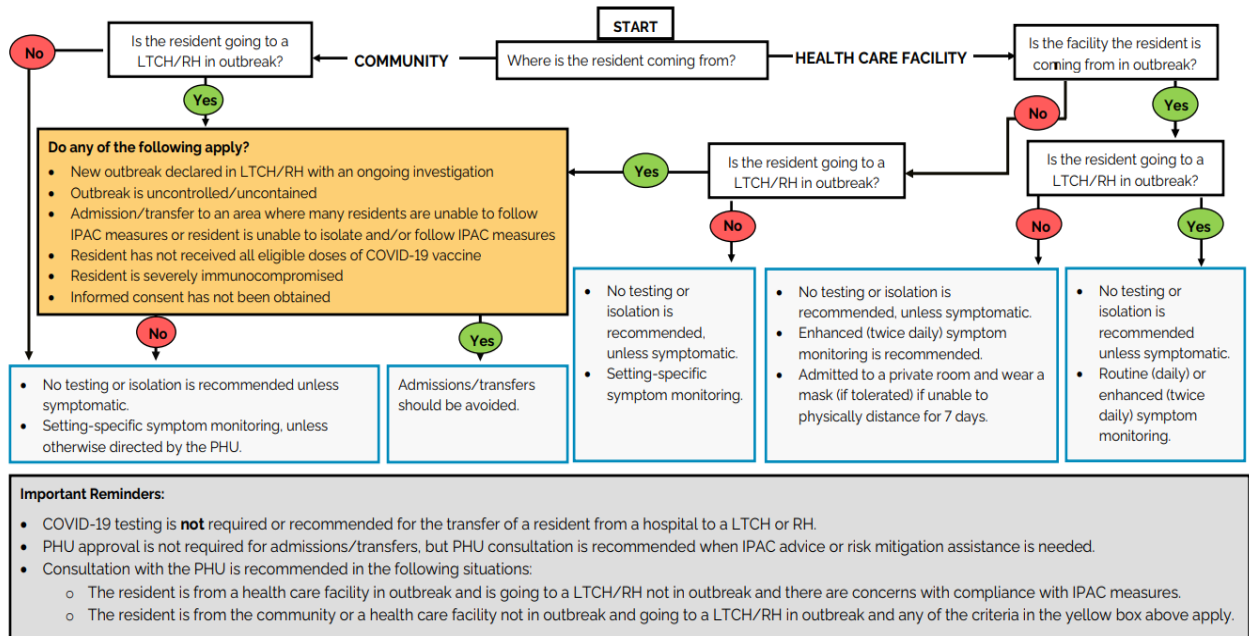 START
Where is the resident coming from?
COMMUNITY
HEALTH CARE FACILITY
Is the resident going to a
LTCH/RH in outbreak?
No
Yes
Is the facility the resident is
coming from in outbreak?
No
Yes
Do any of the following apply?
• New outbreak declared in LTCH/RH with an ongoing investigation
• Outbreak is uncontrolled/uncontained
• Admission/transfer to an area where many residents are unable to follow
IPAC measures or resident is unable to isolate and/or follow IPAC measures
• Resident has not received all eligible doses of COVID-19 vaccine
• Resident is severely immunocompromised
• Informed consent has not been obtained
Yes
Is the resident going to a
LTCH/RH in outbreak?
Is the resident going to a
LTCH/RH in outbreak?
No
Yes
No
No
Yes
• No testing or isolation is recommended unless
symptomatic.
• Setting-specific symptom monitoring, unless
otherwise directed by the PHU.
Admissions/transfers
should be avoided.
• No testing or
isolation is
recommended,
unless symptomatic.
• Setting-specific
symptom monitoring.
• No testing or isolation is
recommended, unless symptomatic.
• Enhanced (twice daily) symptom
monitoring is recommended.
• Admitted to a private room and wear a
mask (if tolerated) if unable to
physically distance for 7 days.
• No testing or
isolation is
recommended
unless symptomatic.
• Routine (daily) or
enhanced (twice
daily) symptom
monitoring.
Important Reminders:
• COVID-19 testing is not required or recommended for the transfer of a resident from a hospital to a LTCH or RH.
• PHU approval is not required for admissions/transfers, but PHU consultation is recommended when IPAC advice or risk mitigation assistance is needed.
• Consultation with the PHU is recommended in the following situations:
o The resident is from a health care facility in outbreak and is going to a LTCH/RH not in outbreak and there are concerns with compliance with IPAC measures.
o The resident is from the community or a health care facility not in outbreak and going to a LTCH/RH in outbreak and any of the criteria in the yellow box above apply.